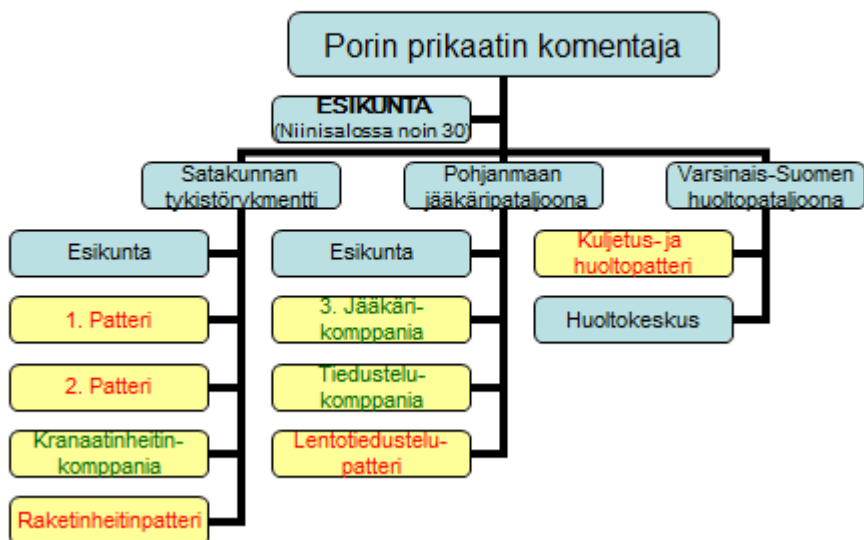 Porin prikaatin komentaja
ESIKUNTA
(Niinisalossa noin 30)
Satakunnan
tykistörykmentti
Esikunta
1. Patteri
2. Patteri
Kranaatinheitin-
komppania
Raketinheitinpatteri
Pohjanmaan
jääkäripataljoona
Esikunta
3. Jääkäri-
komppania
Tiedustelu-
komppania
Lentotiedustelu-
patteri
Varsinais-Suomen
huoltopataljoona
Kuljetus- ja
huoltopatteri
Huoltokeskus